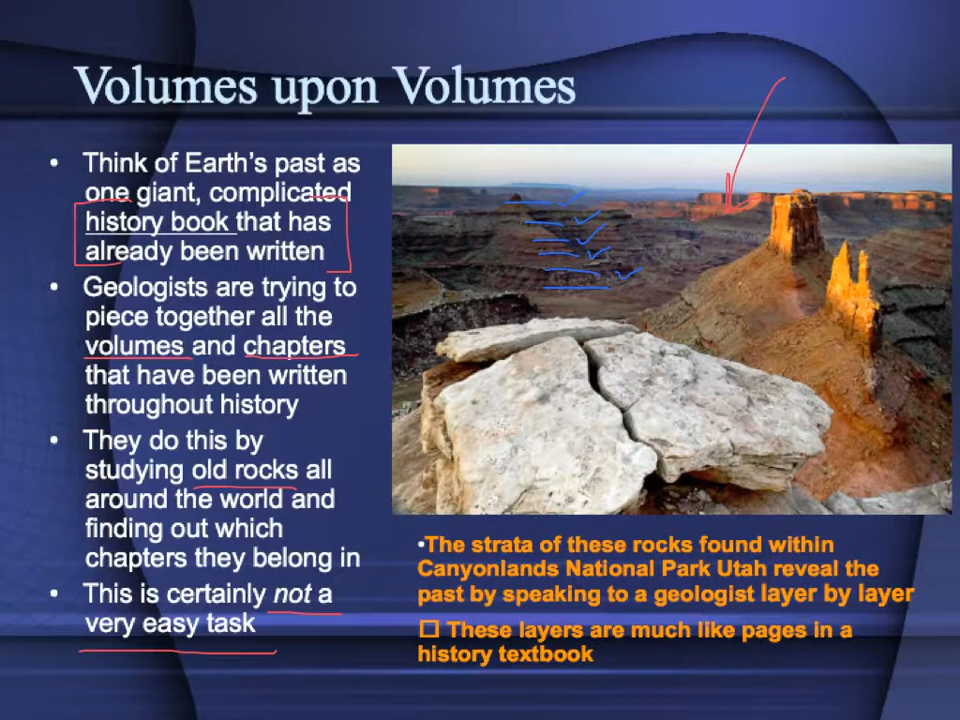 Volumes upon Volumes
• Think of Earth's past as
one giant, complicated
history book that has
already been written
• Geologists are trying to
piece together all the
volumes and chapters
that have been written
throughout history
• They do this by
studying old rocks all
around the world and
finding out which
chapters they belong in
• This is certainly not a
very easy task
•The strata of these rocks found within
Canyonlands National Park Utah reveal the
past by speaking to a geologist layer by layer
□ These layers are much like pages in a
history textbook